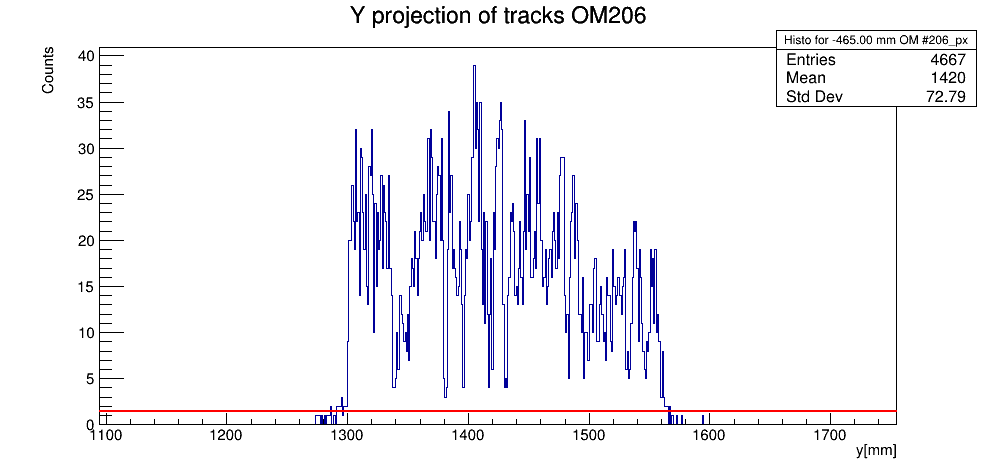 Y projection of tracks OM206
Histo for -465.00 mm OM #206_px
Entries 4667
Mean 1420
Std Dev 72.79
Counts
40
35
30
25
20
15
10
5
0
1100 1200 1300 1400 1500 1600 1700
y[mm]